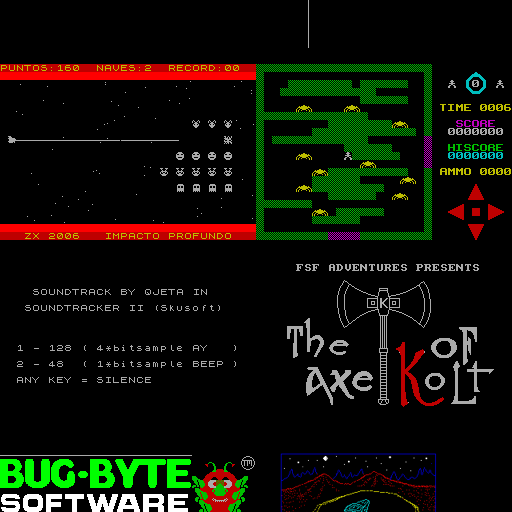 PUNTOS:160 NAVES:2 RECORD:00
ZX 2006 IMPACTO PROFUNDO
0
TIME 0006
SCORE
0000000
HISCORE
0000000
AMMO 0000
SOUNDTRACK BY QJETA IN
SOUNDTRACKER II (Skusoft)
1 - 128 ( 4*bitsample AY )
2 - 48 ( 1*bitsample BEEP )
ANY KEY = SILENCE
FSF ADVENTURES PRESENTS
K
The Axe of Kolt
BUG-BYTE
SOFTWARE